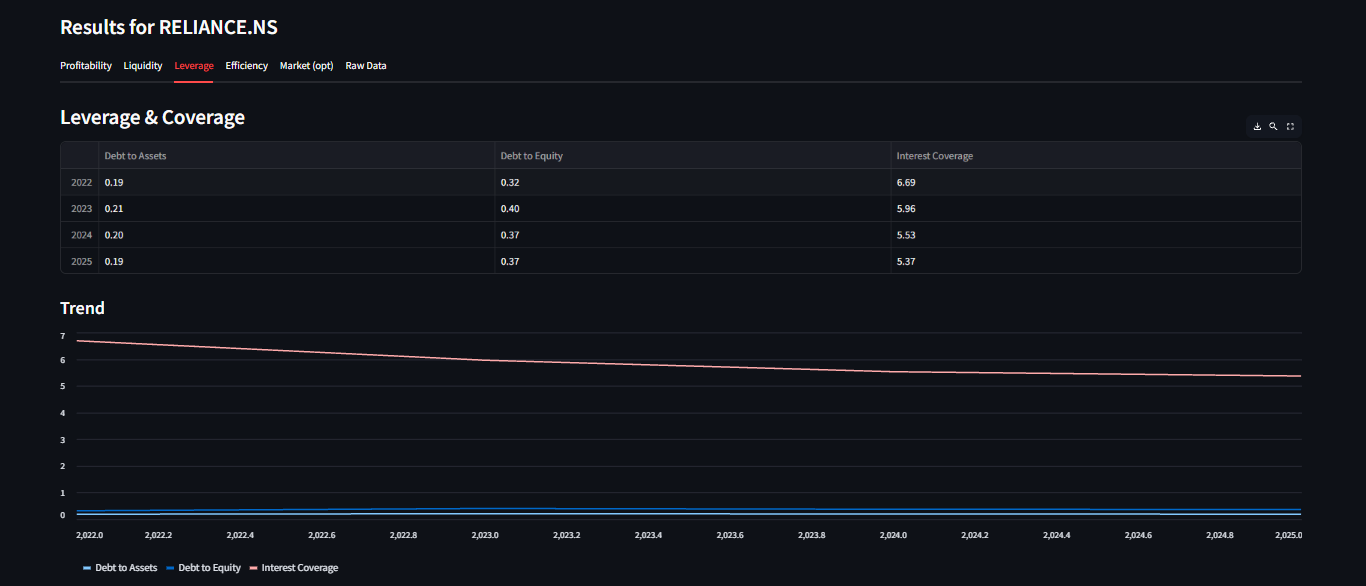 Results for RELIANCE.NS
Profitability Liquidity Leverage Efficiency Market (opt) Raw Data
Leverage & Coverage
Debt to Assets Debt to Equity Interest Coverage
2022 0.19 0.32 6.69
2023 0.21 0.40 5.96
2024 0.20 0.37 5.53
2025 0.19 0.37 5.37
Trend
7
6
5
4
3
2
1
0
2,022.0 2,022.2 2,022.4 2,022.6 2,022.8 2,023.0 2,023.2 2,023.4 2,023.6 2,023.8 2,024.0 2,024.2 2,024.4 2,024.6 2,024.8 2,025.0
Debt to Assets Debt to Equity Interest Coverage